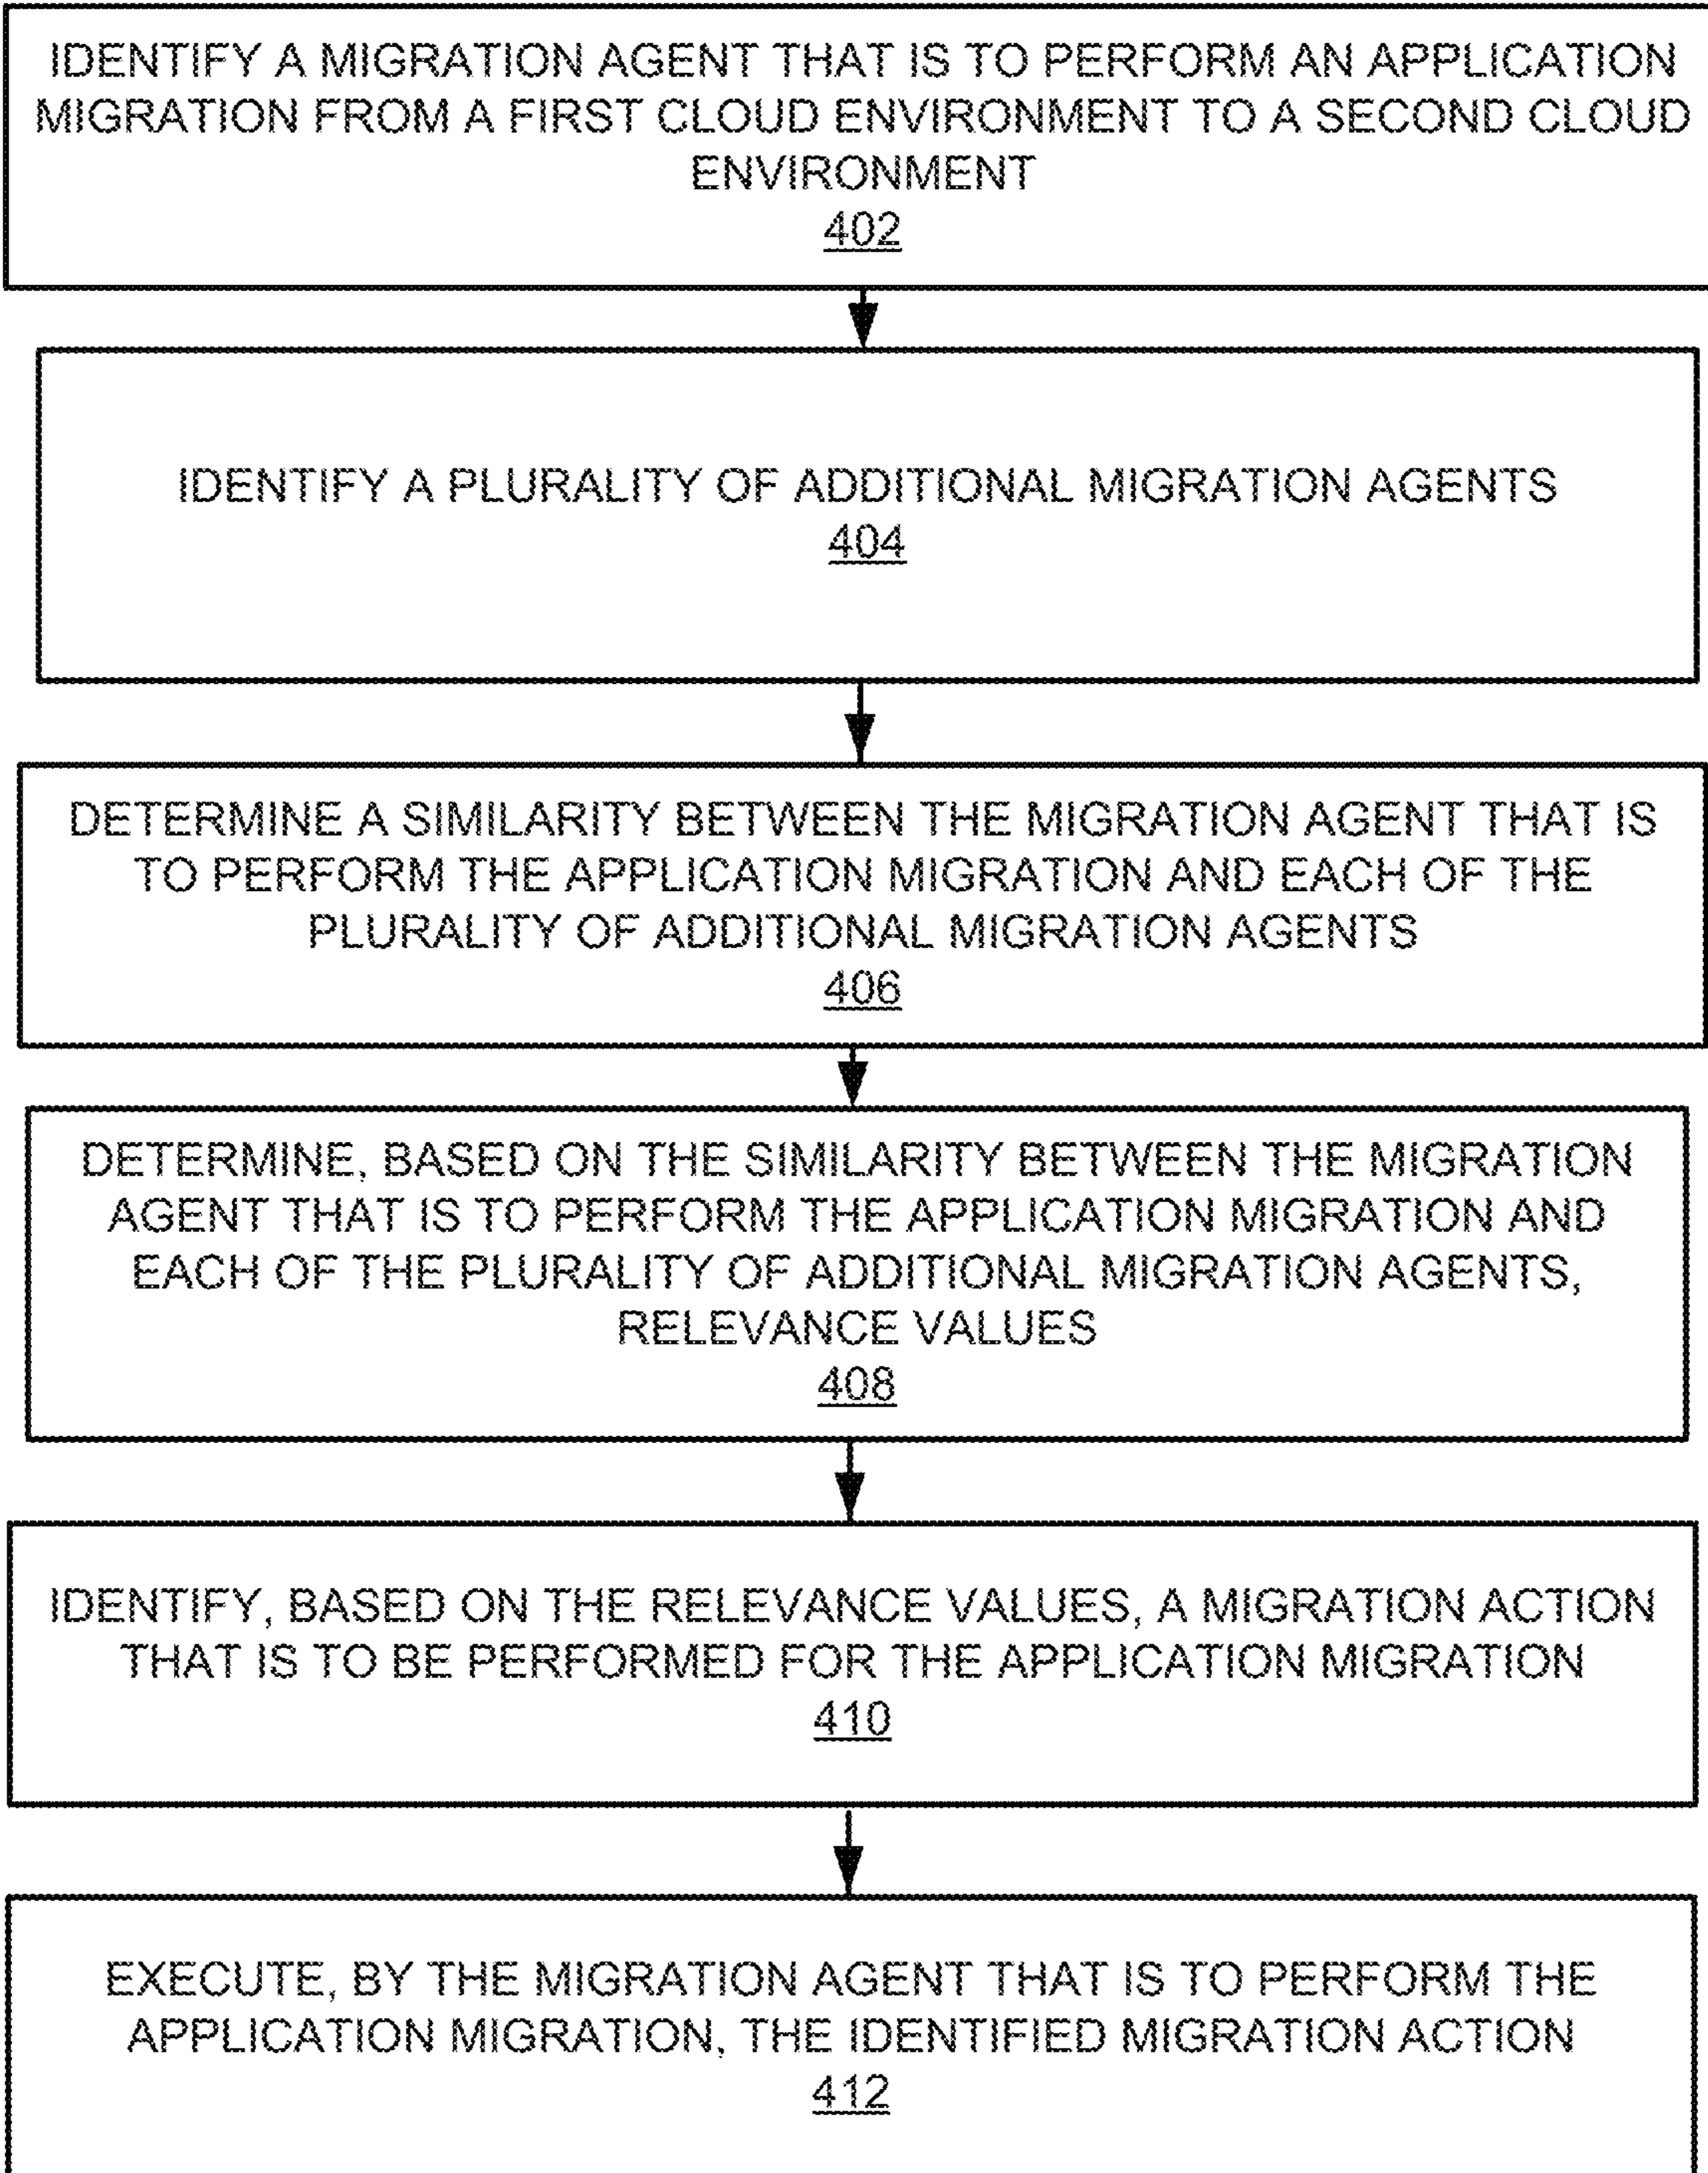 IDENTIFY A MIGRATION AGENT THAT IS TO PERFORM AN APPLICATION
MIGRATION FROM A FIRST CLOUD ENVIRONMENT TO A SECOND CLOUD
ENVIRONMENT
402
IDENTIFY A PLURALITY OF ADDITIONAL MIGRATION AGENTS
404
DETERMINE A SIMILARITY BETWEEN THE MIGRATION AGENT THAT IS
TO PERFORM THE APPLICATION MIGRATION AND EACH OF THE
PLURALITY OF ADDITIONAL MIGRATION AGENTS
406
DETERMINE, BASED ON THE SIMILARITY BETWEEN THE MIGRATION
AGENT THAT IS TO PERFORM THE APPLICATION MIGRATION AND
EACH OF THE PLURALITY OF ADDITIONAL MIGRATION AGENTS,
RELEVANCE VALUES
408
IDENTIFY, BASED ON THE RELEVANCE VALUES, A MIGRATION ACTION
THAT IS TO BE PERFORMED FOR THE APPLICATION MIGRATION
410
EXECUTE, BY THE MIGRATION AGENT THAT IS TO PERFORM THE
APPLICATION MIGRATION, THE IDENTIFIED MIGRATION ACTION
412